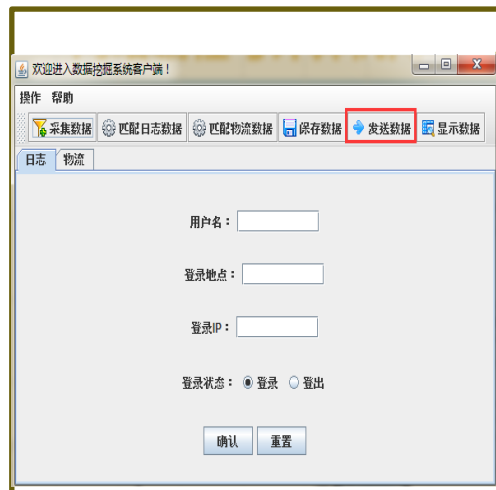 欢迎进入数据挖掘系统客户端！
操作 帮助
采集数据 匹配日志数据 匹配物流数据 保存数据 发送数据 显示数据
日志 物流
用户名：
登录地点：
登录IP：
登录状态： 登录 登出
确认 重置